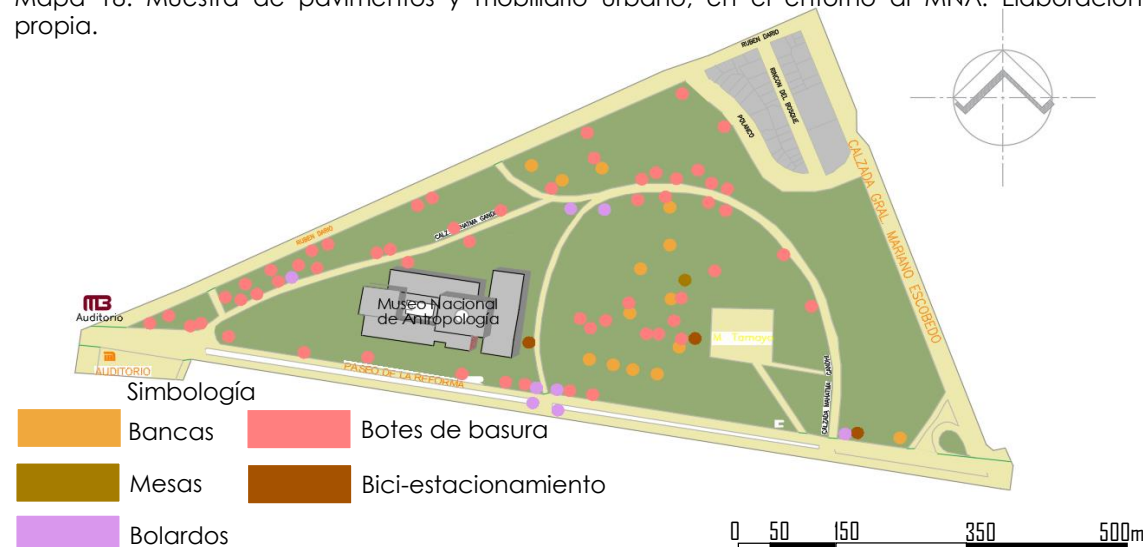 Mapa 18. Muestra de pavimentos y mobiliario urbano, en el entorno al MNA. Elaboración
propia.
RUBEN DARIO
RINCON DEL BOSQUE
POLANCO
CALZADA GRAL MARIANO ESCOBEDO
CALZ. MAHATMA GANDHI
RUBEN DARIO
Museo Nacional
de Antropología
MB
Auditorio
AUDITORIO
M. Tamayo
PASEO DE LA REFORMA
CALZADA MAHATMA GANDHI
Simbología
Bancas
Botes de basura
Mesas
Bici-estacionamiento
Bolardos
0 50 150 350 500m